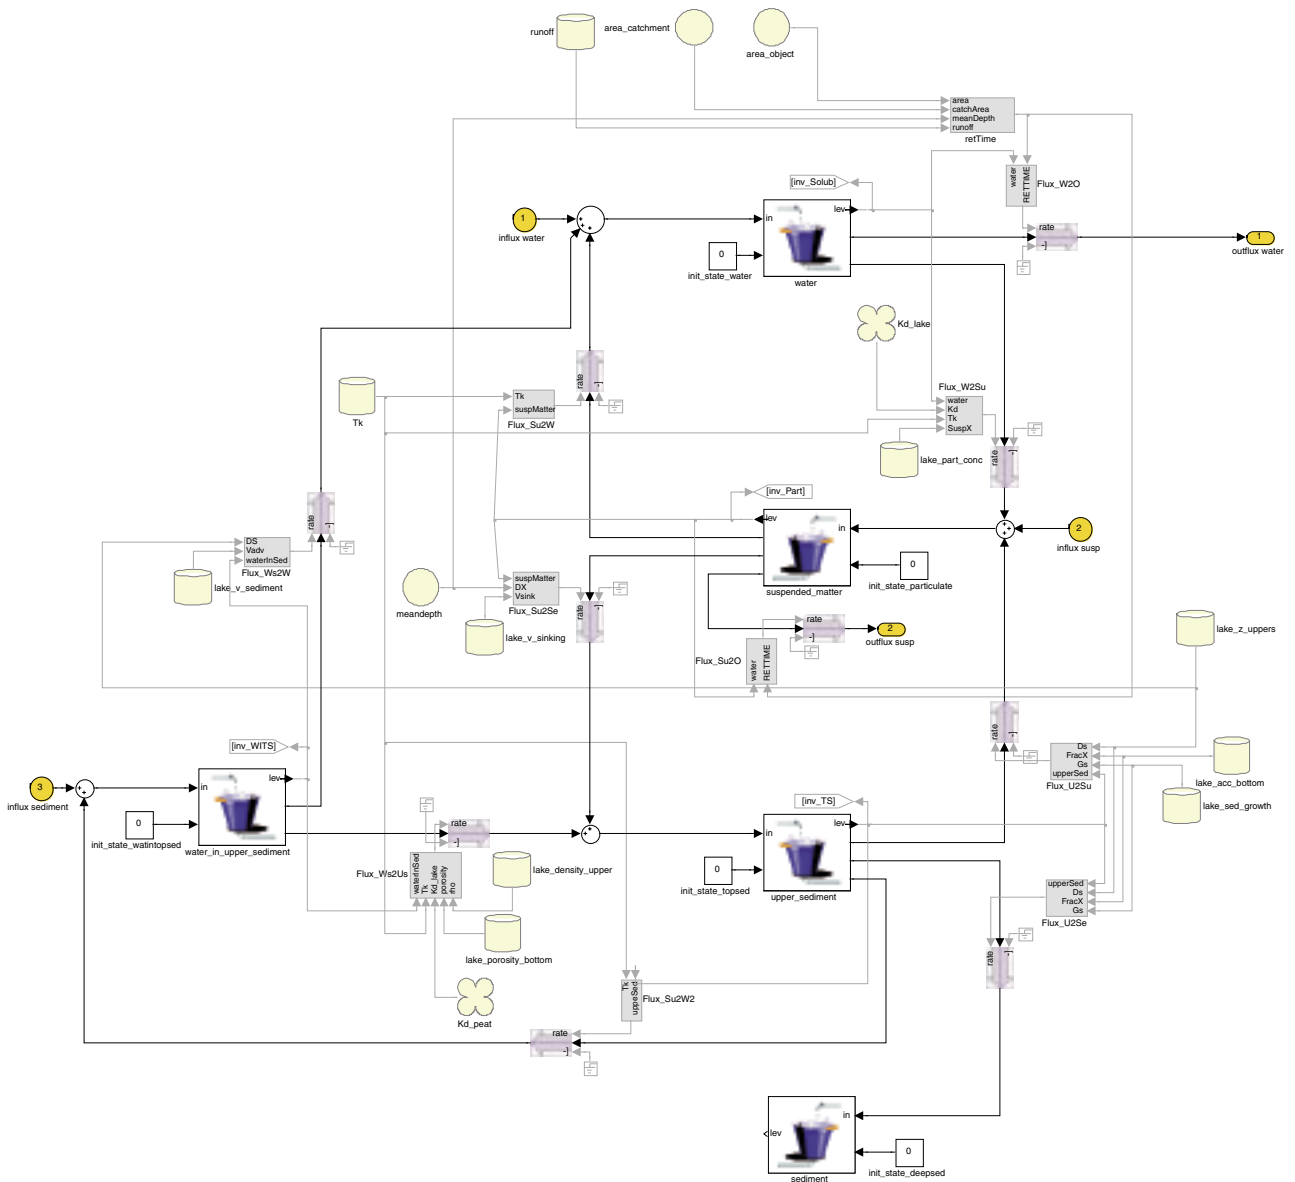 runoff
area_catchment
area_object
area
catchArea
meanDepth
runoff
retTime
water
RETTIME
Flux_W2O
[inv_Solub]
1
influx water
in
lev
0
init_state_water
water
rate
-]
1
outflux water
Kd_lake
rate
-]
Tk
Tk
suspMatter
Flux_Su2W
Flux_W2Su
water
Kd
Tk
SuspX
lake_part_conc
rate
-]
[inv_Part]
rate
-]
lev
in
suspended_matter
0
init_state_particulate
2
influx susp
DS
Vadv
waterInSed
Flux_Ws2W
lake_v_sediment
meandepth
suspMatter
DX
Vsink
Flux_Su2Se
lake_v_sinking
rate
-]
rate
-]
2
outflux susp
Flux_Su2O
water
RETTIME
lake_z_uppers
rate
-]
Ds
FracX
Gs
upperSed
Flux_U2Su
lake_acc_bottom
lake_sed_growth
[inv_WITS]
3
influx sediment
in
lev
0
init_state_watintopsed
water_in_upper_sediment
rate
-]
Flux_Ws2Us
waterInSed
Tk
Kd_lake
porosity
rho
lake_density_upper
lake_porosity_bottom
Kd_peat
[inv_TS]
in
lev
0
init_state_topsed
upper_sediment
upperSed
Ds
FracX
Gs
Flux_U2Se
rate
-]
Tk
uppeSed
Flux_Su2W2
rate
-]
in
lev
0
init_state_deepsed
sediment